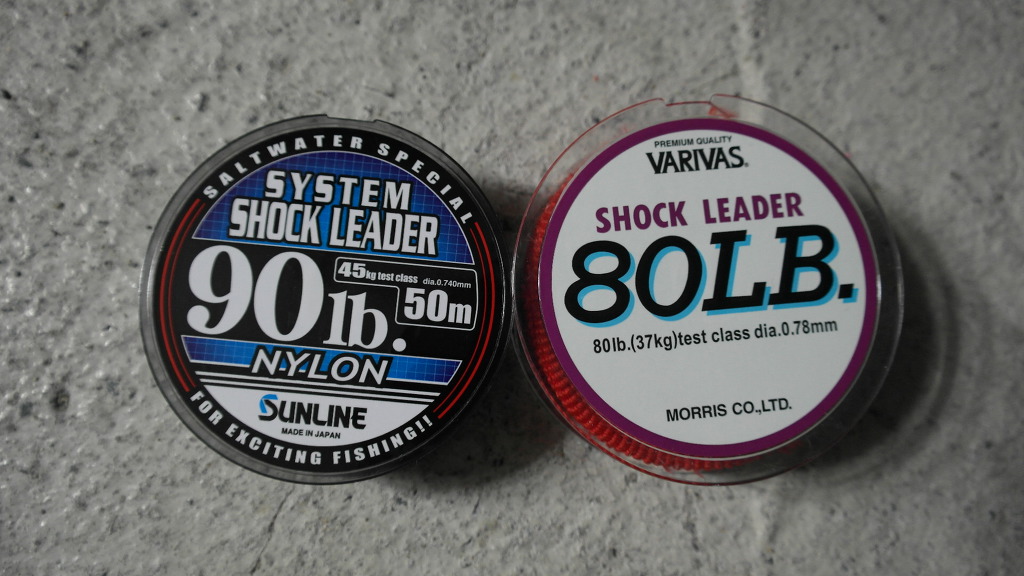 SALTWATER SPECIAL
SYSTEM
SHOCK LEADER
90lb.
45kg test class dia.0.740mm
50m
NYLON
SUNLINE
MADE IN JAPAN
FOR EXCITING FISHING!!
PREMIUM QUALITY
VARIVAS®
SHOCK LEADER
80LB.
80lb.(37kg)test class dia.0.78mm
MORRIS CO.,LTD.